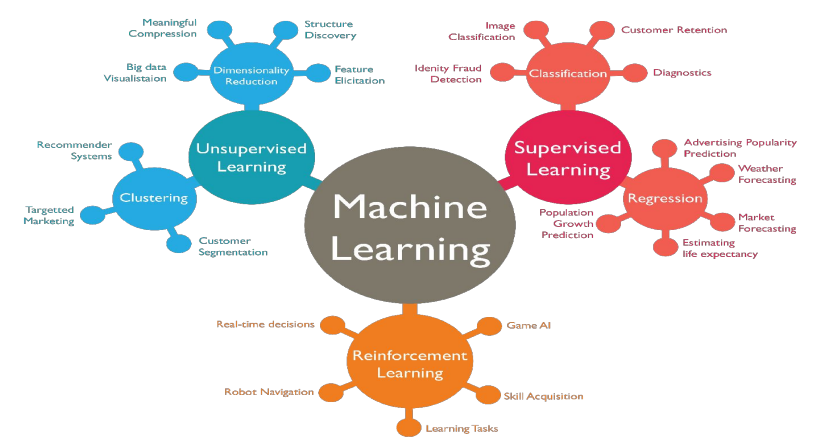 Meaningful
Compression
Structure
Discovery
Big data
Visualistaion
Dimensionality
Reduction
Feature
Elicitation
Unsupervised
Learning
Recommender
Systems
Clustering
Targetted
Marketing
Customer
Segmentation
Machine
Learning
Image
Classification
Customer Retention
Idenity Fraud
Detection
Classification
Diagnostics
Supervised
Learning
Advertising Popularity
Prediction
Weather
Forecasting
Regression
Population
Growth
Prediction
Market
Forecasting
Estimating
life expectancy
Real-time decisions
Game AI
Reinforcement
Learning
Robot Navigation
Skill Acquisition
Learning Tasks